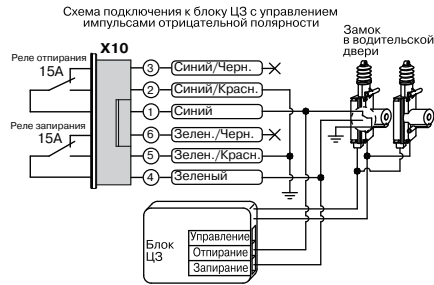 Схема подключения к блоку ЦЗ с управлением
импульсами отрицательной полярности
Замок
в водительской
двери
X10
Реле отпирания
15А
Реле запирания
15А
3 Синий/Черн.
2 Синий/Красн.
1 Синий
6 Зелен./Черн.
5 Зелен./Красн.
4 Зеленый
Блок
ЦЗ
Управление
Отпирание
Запирание